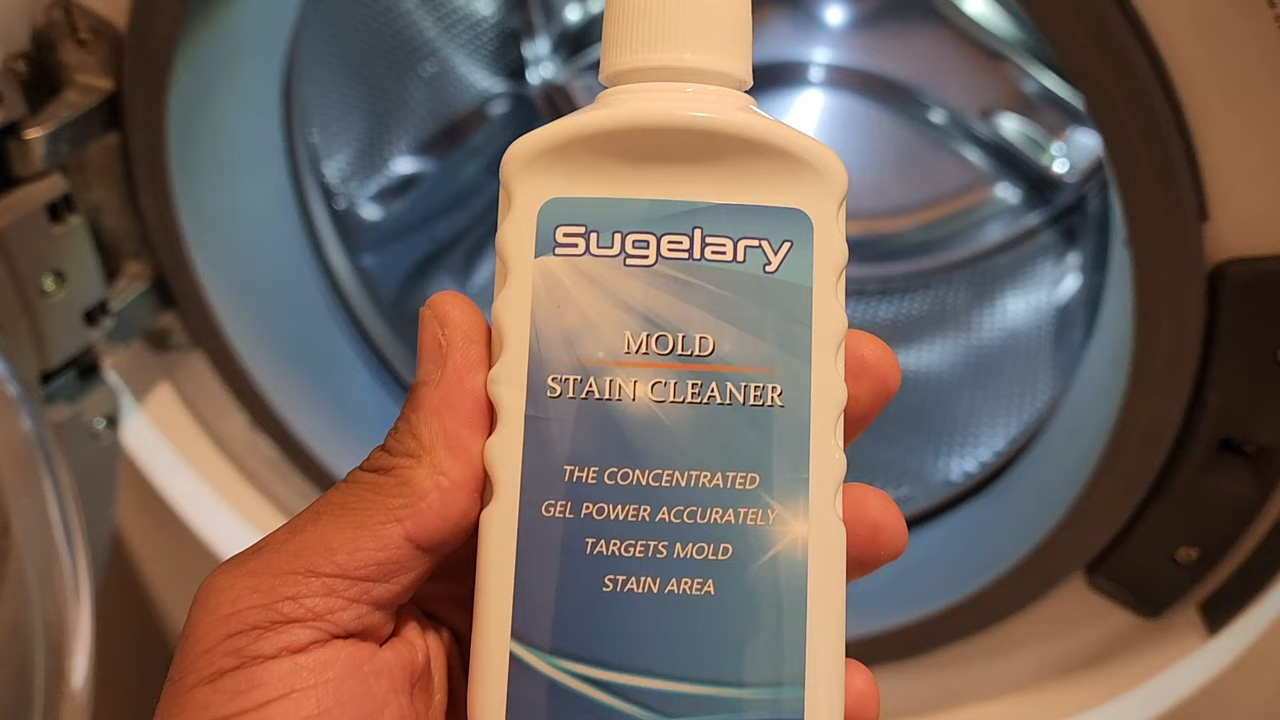 Sugelary
MOLD
STAIN CLEANER
THE CONCENTRATED
GEL POWER ACCURATELY
TARGETS MOLD
STAIN AREA